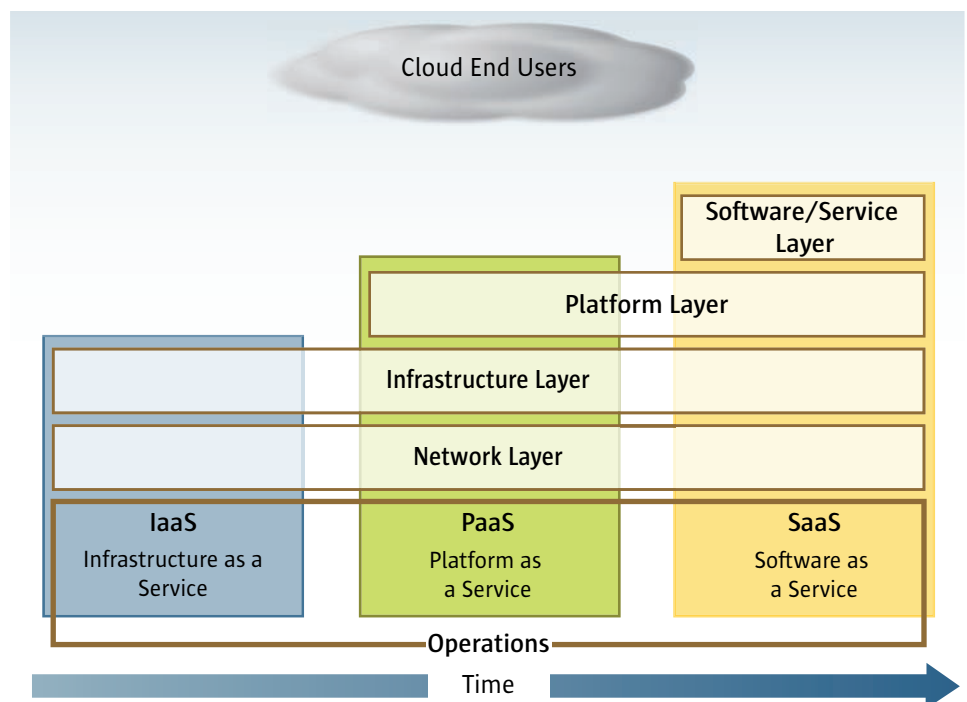 Cloud End Users
Software/Service
Layer
Platform Layer
Infrastructure Layer
Network Layer
IaaS
Infrastructure as a
Service
PaaS
Platform as
a Service
SaaS
Software as
a Service
Operations
Time